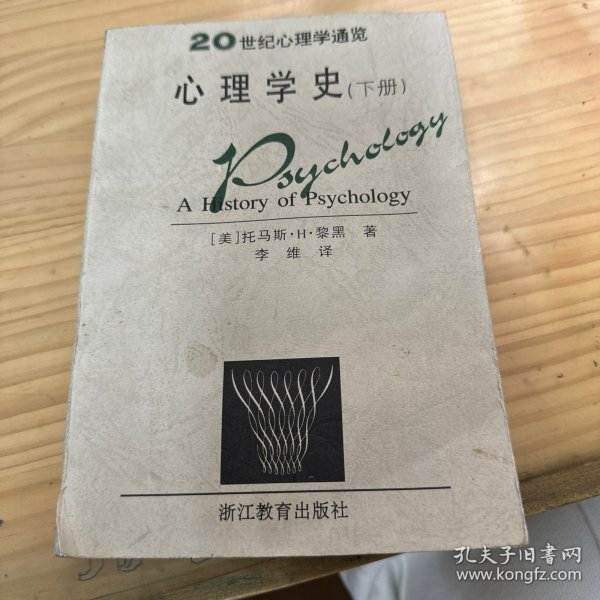 20世纪心理学通览
心理学史(下册)
Psychology
A History of Psychology
[美]托马斯·H·黎黑 著
李维 译
浙江教育出版社
孔夫子旧书网
www.kongfz.com